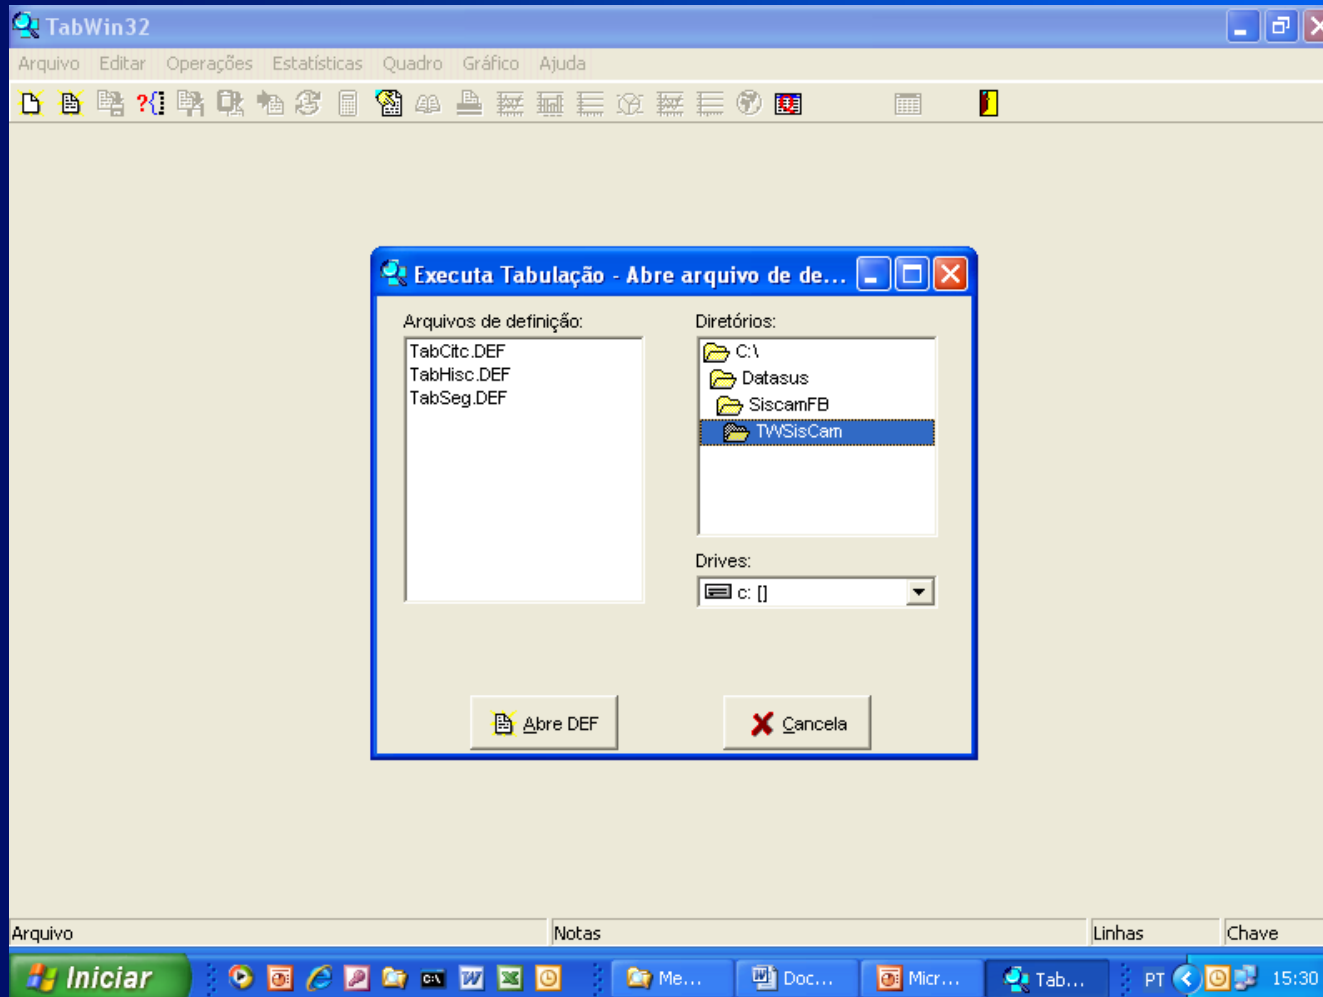 TabWin32
Arquivo Editar Operações Estatísticas Quadro Gráfico Ajuda
Executa Tabulação - Abre arquivo de de...
Arquivos de definição:
TabCitc.DEF
TabHisc.DEF
TabSeg.DEF
Diretórios:
C:\
Datasus
SiscamFB
TWSisCam
Drives:
c: []
Abre DEF
Cancela
Arquivo Notas Linhas Chave
Iniciar Me... Doc... Micr... Tab... PT 15:30